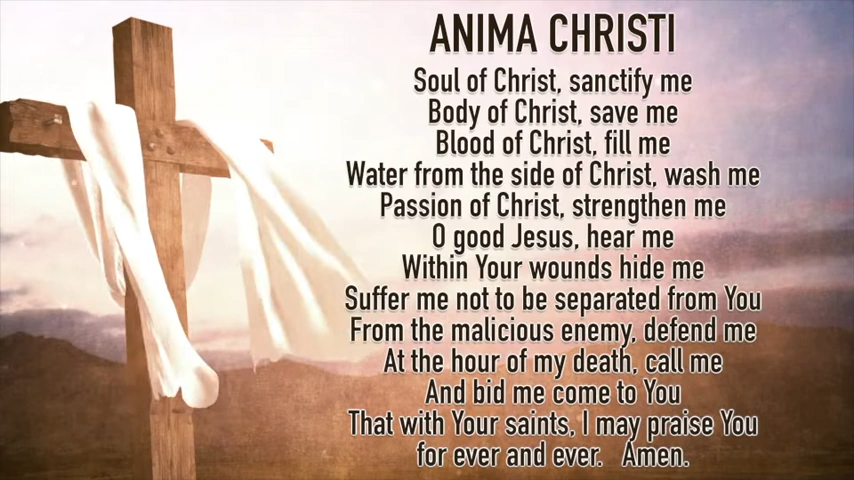 ANIMA CHRISTI
Soul of Christ, sanctify me
Body of Christ, save me
Blood of Christ, fill me
Water from the side of Christ, wash me
Passion of Christ, strengthen me
O good Jesus, hear me
Within Your wounds hide me
Suffer me not to be separated from You
From the malicious enemy, defend me
At the hour of my death, call me
And bid me come to You
That with Your saints, I may praise You
for ever and ever. Amen.